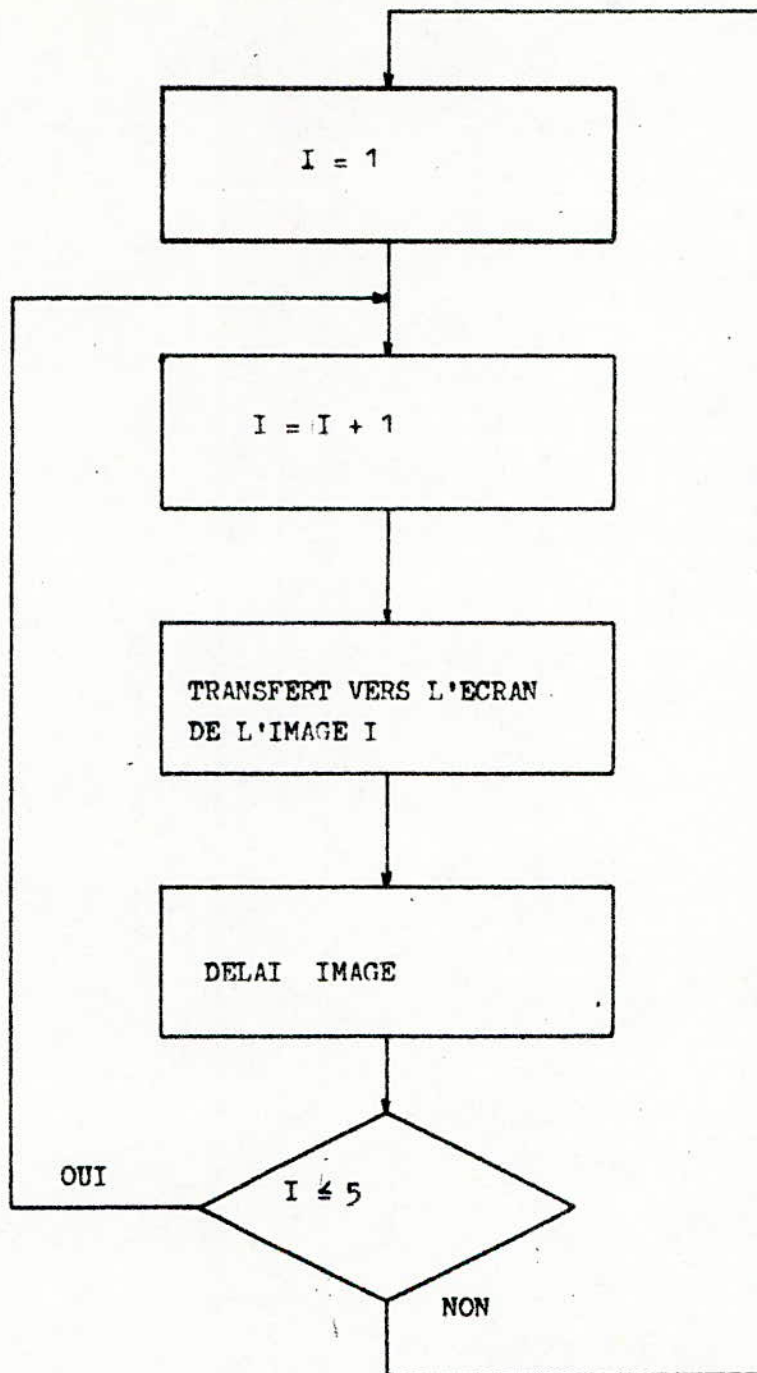 I = 1
I = I + 1
TRANSFERT VERS L'ECRAN
DE L'IMAGE I
DELAI IMAGE
OUI
I ≤ 5
NON